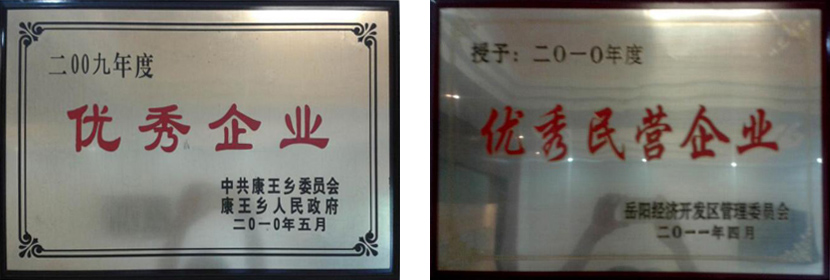 二00九年度
优秀企业
中共康王乡委员会
康王乡人民政府
二0一0年五月
授予：二0一0年度
优秀民营企业
岳阳经济开发区管理委员会
二0一一年四月